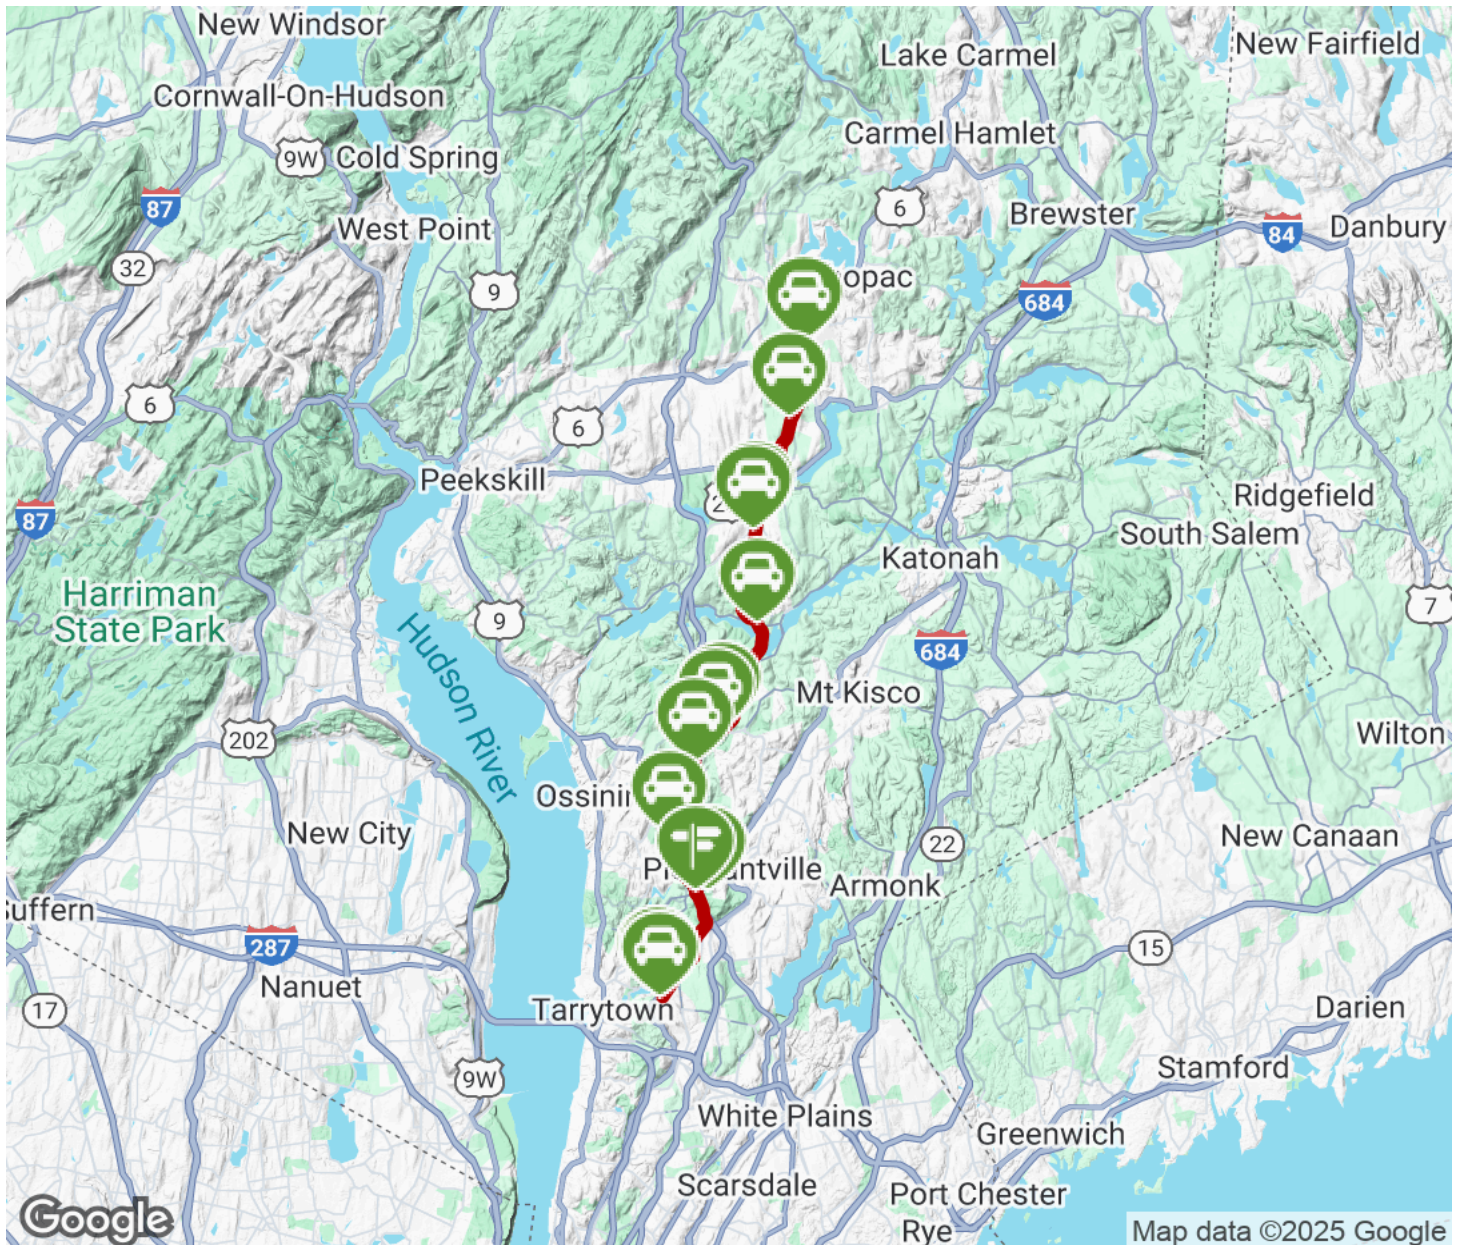 New Windsor
Lake Carmel
New Fairfield
Cornwall-On-Hudson
Carmel Hamlet
9W
Cold Spring
87
6
Brewster
West Point
84
Danbury
32
opac
9
684
6
6
Peekskill
2
Ridgefield
87
South Salem
Katonah
Harriman
State Park
9
7
Hudson River
684
Mt Kisco
202
Wilton
Ossinin
New City
22
New Canaan
antville
Armonk
Suffern
287
15
Nanuet
17
Tarrytown
Darien
9W
Stamford
White Plains
Greenwich
Scarsdale
Port Chester
Rye
Google
Map data ©2025 Google